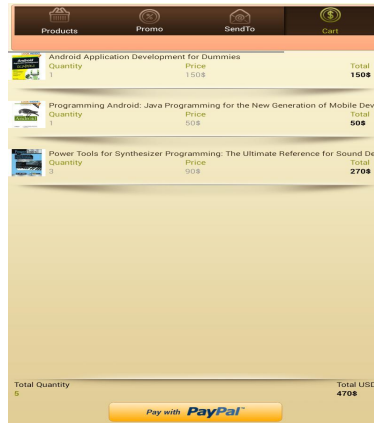 Products Promo SendTo Cart
Android Application Development for Dummies
Quantity Price Total
1 150$ 150$
Programming Android: Java Programming for the New Generation of Mobile Dev
Quantity Price Total
1 50$ 50$
Power Tools for Synthesizer Programming: The Ultimate Reference for Sound De
Quantity Price Total
3 90$ 270$
Total Quantity Total USD
5 470$
Pay with PayPal